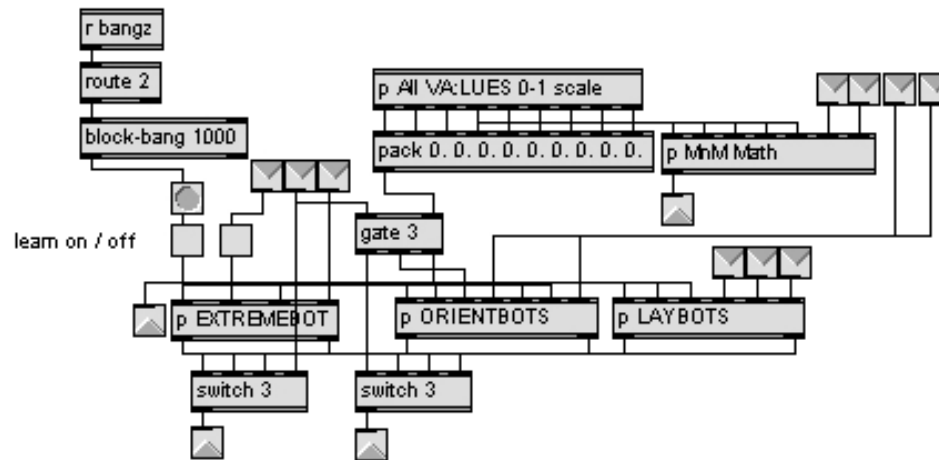 r bangz
route 2
p All VA:LUES 0-1 scale
block-bang 1000
pack 0. 0. 0. 0. 0. 0. 0. 0. 0. 0.
p MnM Math
learn on / off
gate 3
p EXTREMEBOT
p ORIENTBOTS
p LAYBOTS
switch 3
switch 3